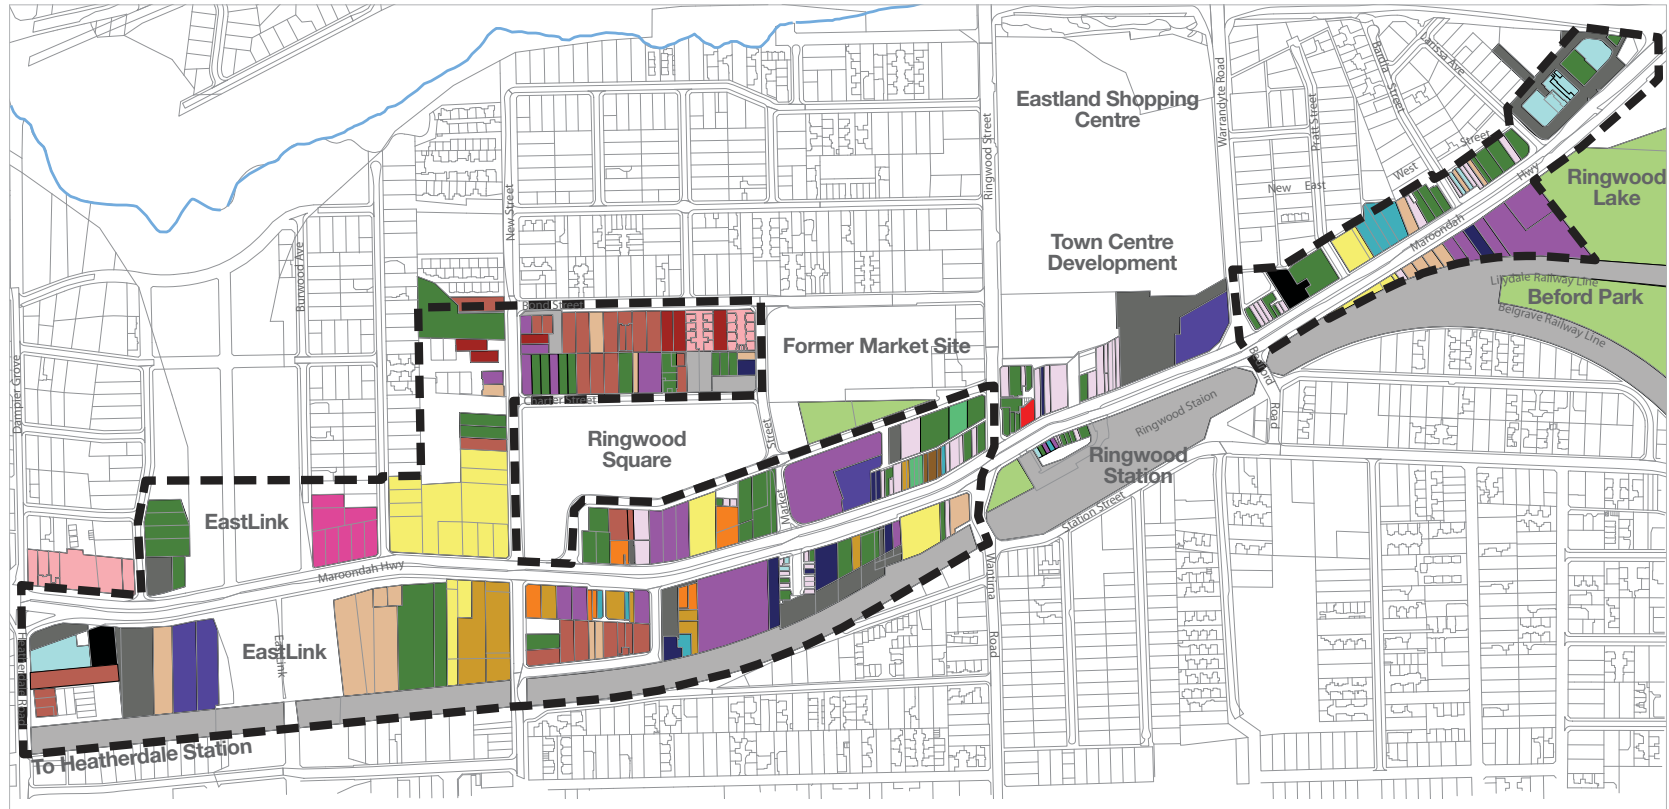 Larissa Ave
Bardia Street
Warrandyte Road
Pratt Street
Eastland Shopping
Centre
Ringwood Street
Street
West
Hwy
Ringwood
Lake
New East
New Street
Burwood Ave
Town Centre
Development
Maroondah
Lilydale Railway Line
Beford Park
Belgrave Railway Line
Bond Street
Former Market Site
Bedford
Road
Dampier Grove
Charter Street
Ringwood Staion
Ringwood
Square
Street
Market
Ringwood
Station
Station Street
EastLink
Maroondah Hwy
Wantirna
Road
Heatherdale Road
EastLink
EastLink
To Heatherdale Station